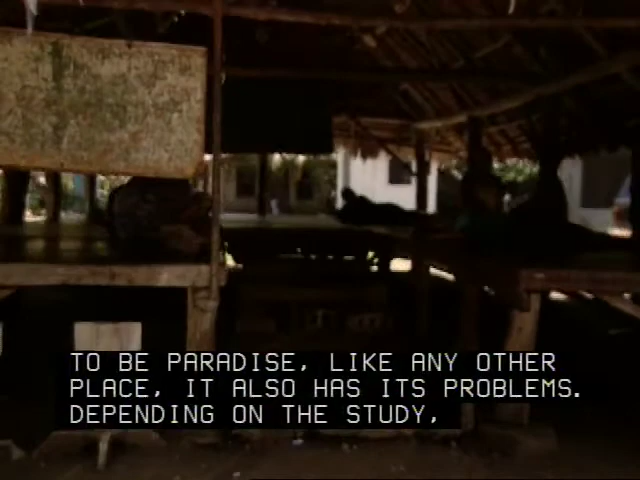 TO BE PARADISE, LIKE ANY OTHER
PLACE, IT ALSO HAS ITS PROBLEMS.
DEPENDING ON THE STUDY,